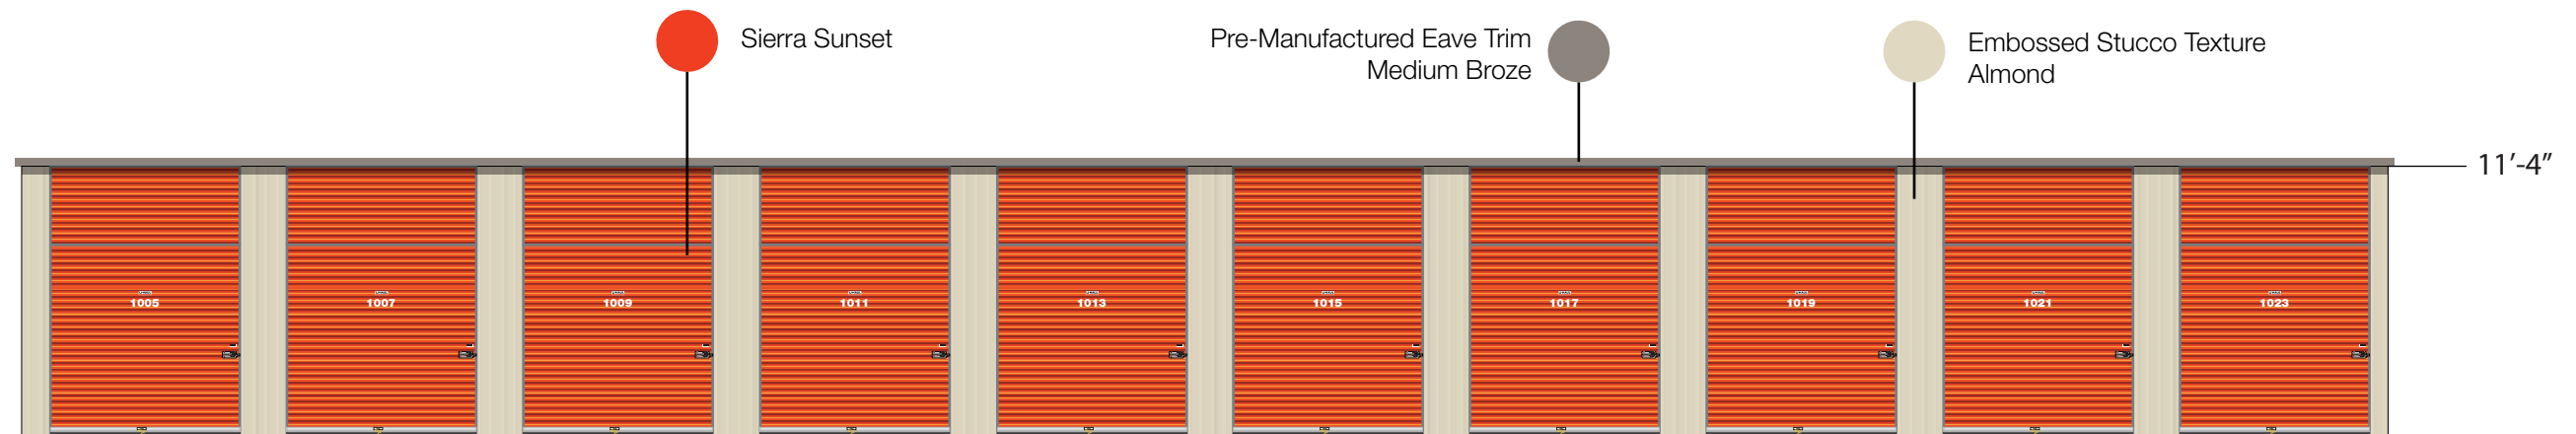 Sierra Sunset
Pre-Manufactured Eave Trim
Medium Broze
Embossed Stucco Texture
Almond
11’-4”
1005
1007
1009
1011
1013
1015
1017
1019
1021
1023